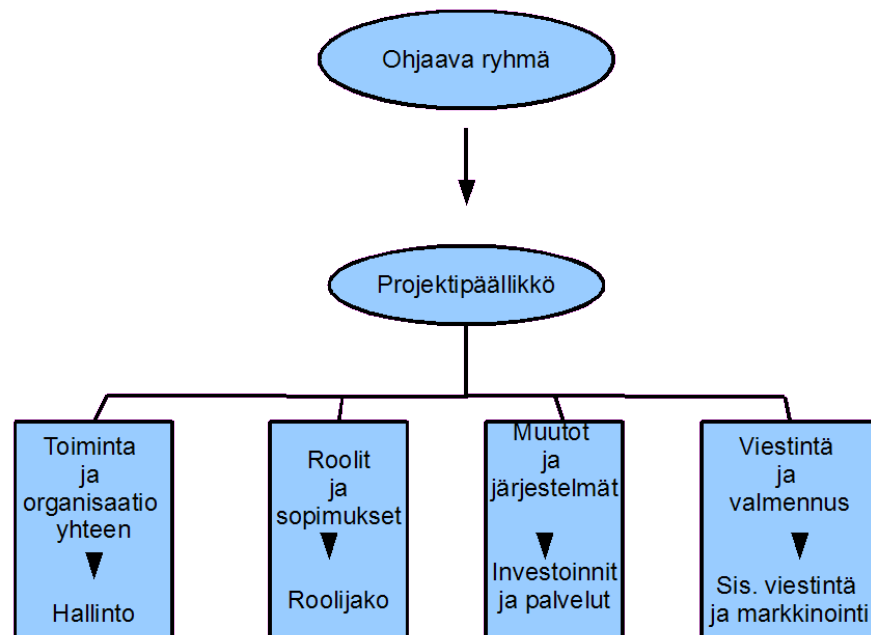 Ohjaava ryhmä
Projektipäällikkö
Toiminta
ja
organisaatio
yhteen
Hallinto
Roolit
ja
sopimukset
Roolijako
Muutot
ja
järjestelmät
Investoinnit
ja palvelut
Viestintä
ja
valmennus
Sis. viestintä
ja markkinointi